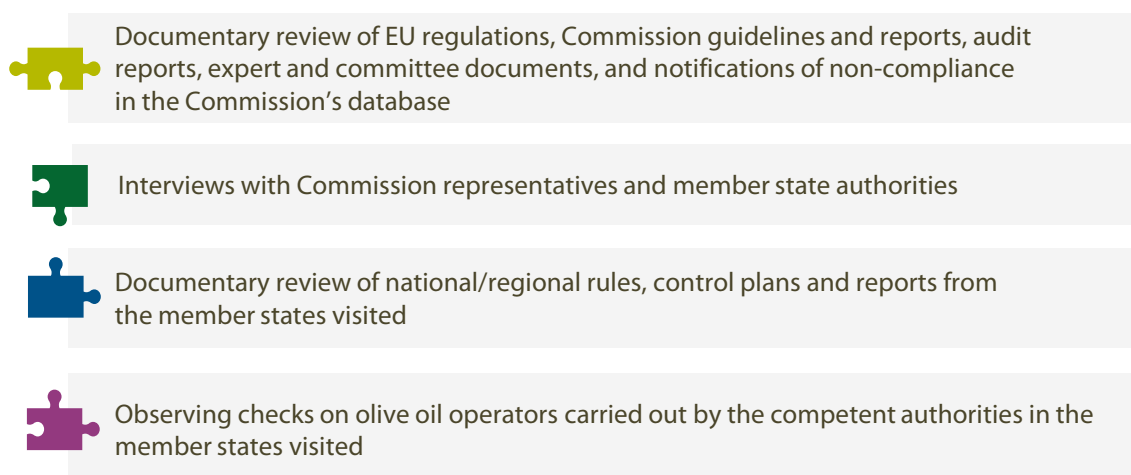 Documentary review of EU regulations, Commission guidelines and reports, audit
reports, expert and committee documents, and notifications of non-compliance
in the Commission’s database
Interviews with Commission representatives and member state authorities
Documentary review of national/regional rules, control plans and reports from
the member states visited
Observing checks on olive oil operators carried out by the competent authorities in the
member states visited